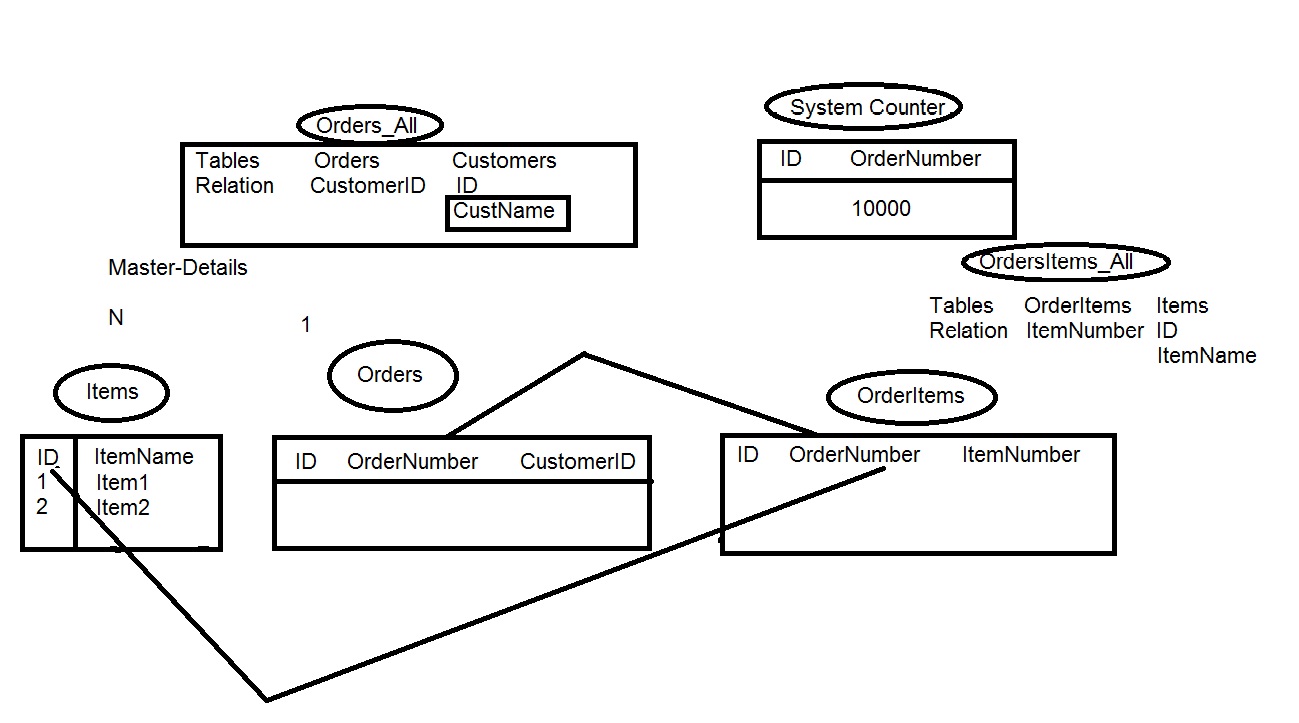 System Counter
Orders_All
Tables Orders Customers
Relation CustomerID ID
CustName
ID OrderNumber
10000
OrdersItems_All
Master-Details
Tables OrderItems Items
Relation ItemNumber ID
ItemName
N 1
Items
Orders
OrderItems
ID ItemName
1 Item1
2 Item2
ID OrderNumber CustomerID
ID OrderNumber ItemNumber